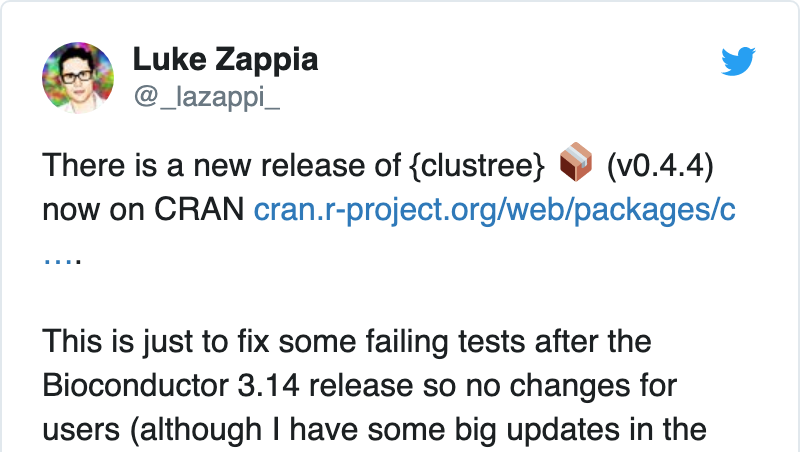 Luke Zappia
@_lazappi_
There is a new release of {clustree} 📦 (v0.4.4)
now on CRAN cran.r-project.org/web/packages/c
….
This is just to fix some failing tests after the
Bioconductor 3.14 release so no changes for
users (although I have some big updates in the